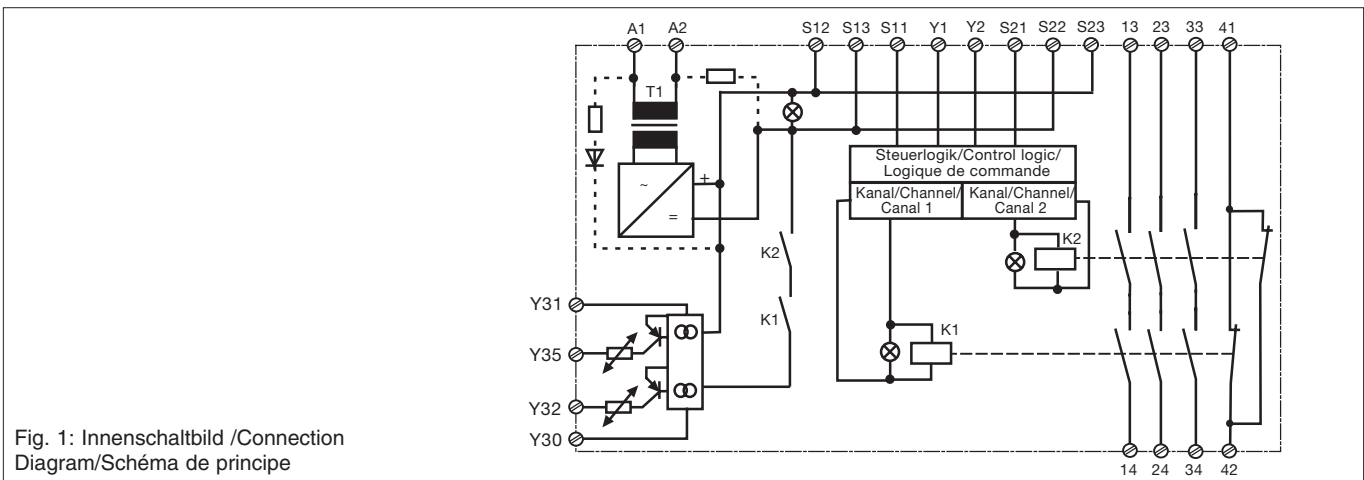 A1 A2 S12 S13 S11 Y1 Y2 S21 S22 S23 13 23 33 41
T1
~
+
=
Steuerlogik/Control logic/
Logique de commande
Kanal/Channel/ Kanal/Channel/
Canal 1 Canal 2
K2
K2
Y31
K1
K1
Y35
Y32
Y30
14 24 34 42
Fig. 1: Innenschaltbild /Connection
Diagram/Schéma de principe